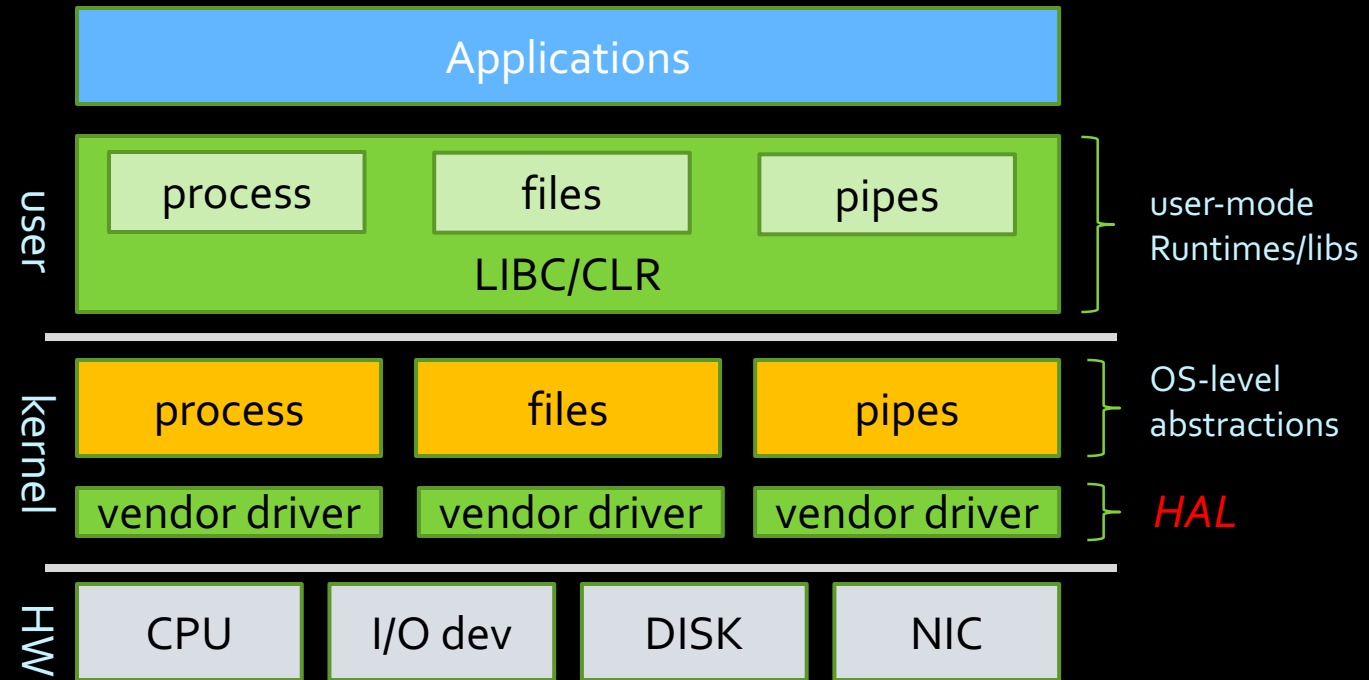 Applications
user
process
files
pipes
LIBC/CLR
user-mode
Runtimes/libs
kernel
process
files
pipes
OS-level
abstractions
vendor driver
vendor driver
vendor driver
HAL
HW
CPU
I/O dev
DISK
NIC